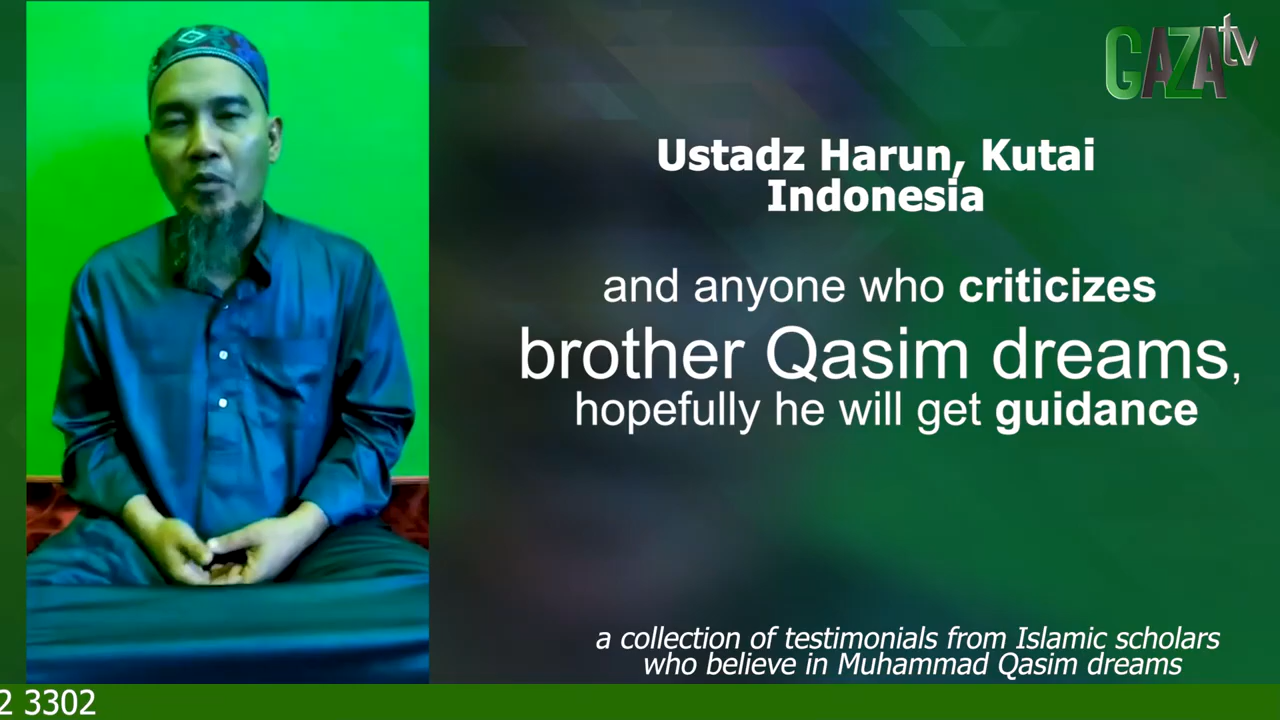 GAZA tv
Ustadz Harun, Kutai
Indonesia
and anyone who criticizes
brother Qasim dreams,
hopefully he will get guidance
a collection of testimonials from Islamic scholars
who believe in Muhammad Qasim dreams
2 3302